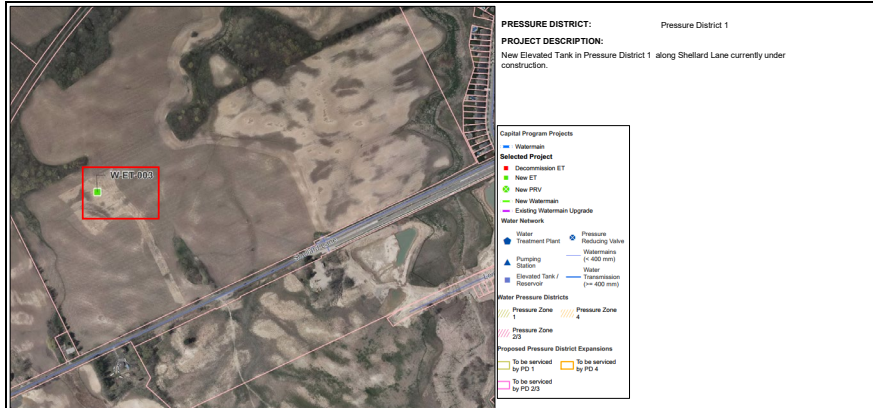 PRESSURE DISTRICT: Pressure District 1
PROJECT DESCRIPTION:
New Elevated Tank in Pressure District 1 along Shellard Lane currently under
construction.
W-ET-003
Capital Program Projects
Watermain
Selected Project
Decommission ET
New ET
New PRV
New Watermain
Existing Watermain Upgrade
Water Network
Water
Treatment Plant
Pressure
Reducing Valve
Pumping
Station
Watermains
(< 400 mm)
Elevated Tank /
Reservoir
Water
Transmission
(>= 400 mm)
Water Pressure Districts
Pressure Zone
1
Pressure Zone
4
Pressure Zone
2/3
Proposed Pressure District Expansions
To be serviced
by PD 1
To be serviced
by PD 4
To be serviced
by PD 2/3